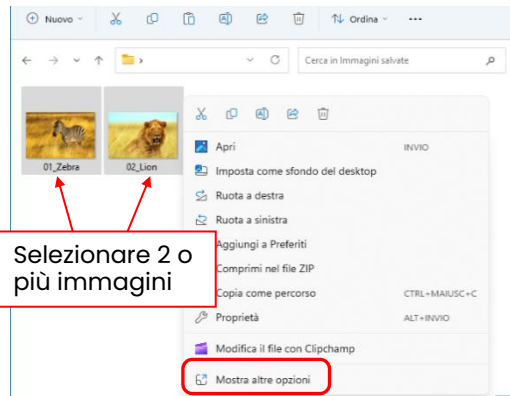 Nuovo
Ordina
Cerca in Immagini salvate
01_Zebra
02_Lion
Apri INVIO
Imposta come sfondo del desktop
Ruota a destra
Ruota a sinistra
Aggiungi a Preferiti
Comprimi nel file ZIP
Copia come percorso CTRL+MAIUSC+C
Proprietà ALT+INVIO
Modifica il file con Clipchamp
Mostra altre opzioni
Selezionare 2 o
più immagini